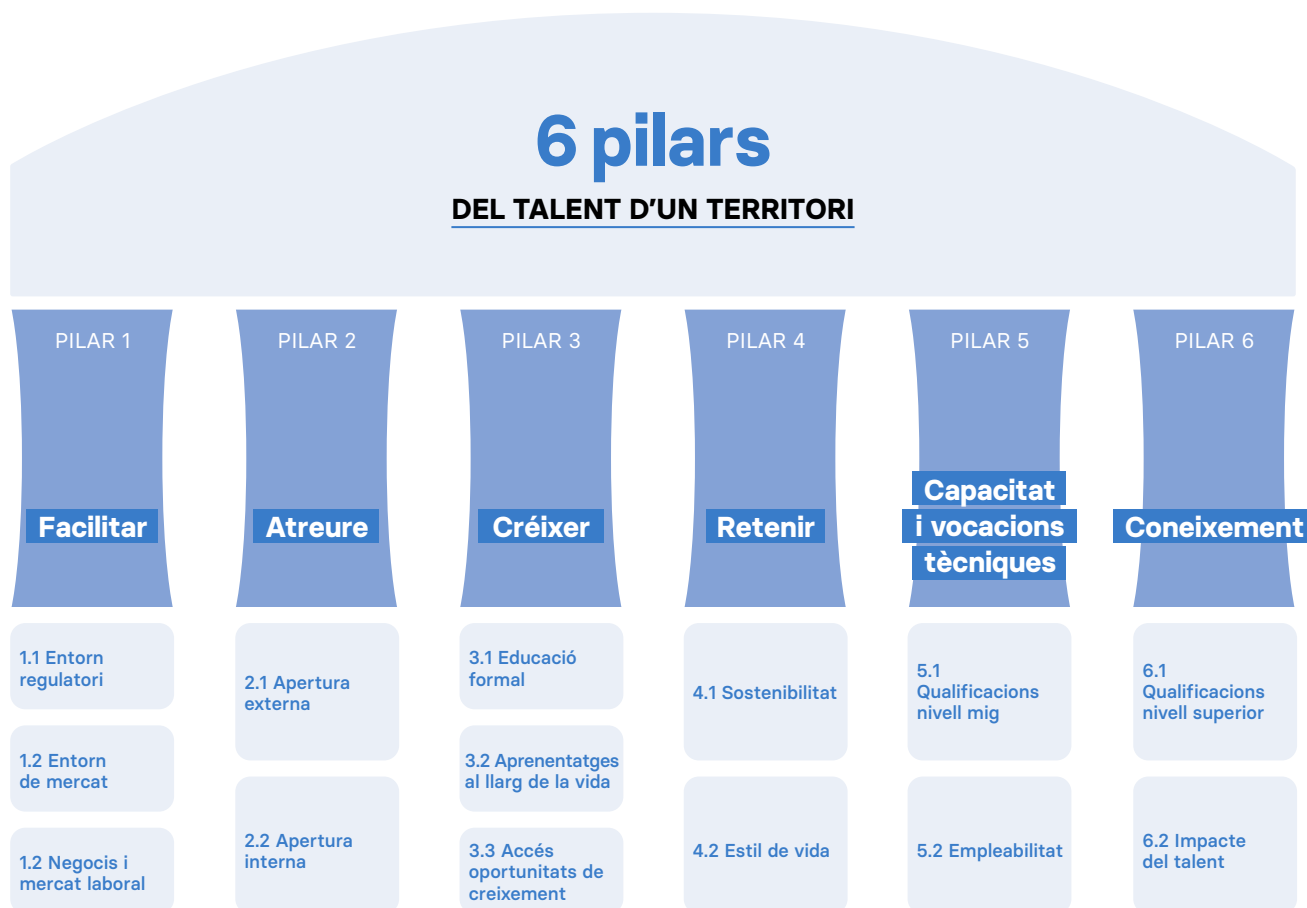 6 pilars
DEL TALENT D'UN TERRITORI
PILAR 1
Facilitar
1.1 Entorn
regulatori
1.2 Entorn
de mercat
1.2 Negocis i
mercat laboral
PILAR 2
Atreure
2.1 Apertura
externa
2.2 Apertura
interna
PILAR 3
Créixer
3.1 Educació
formal
3.2 Aprenentatges
al llarg de la vida
3.3 Accés
oportunitats de
creixement
PILAR 4
Retenir
4.1 Sostenibilitat
4.2 Estil de vida
PILAR 5
Capacitat
i vocacions
tècniques
5.1
Qualificacions
nivell mig
5.2 Empleabilitat
PILAR 6
Coneixement
6.1
Qualificacions
nivell superior
6.2 Impacte
del talent